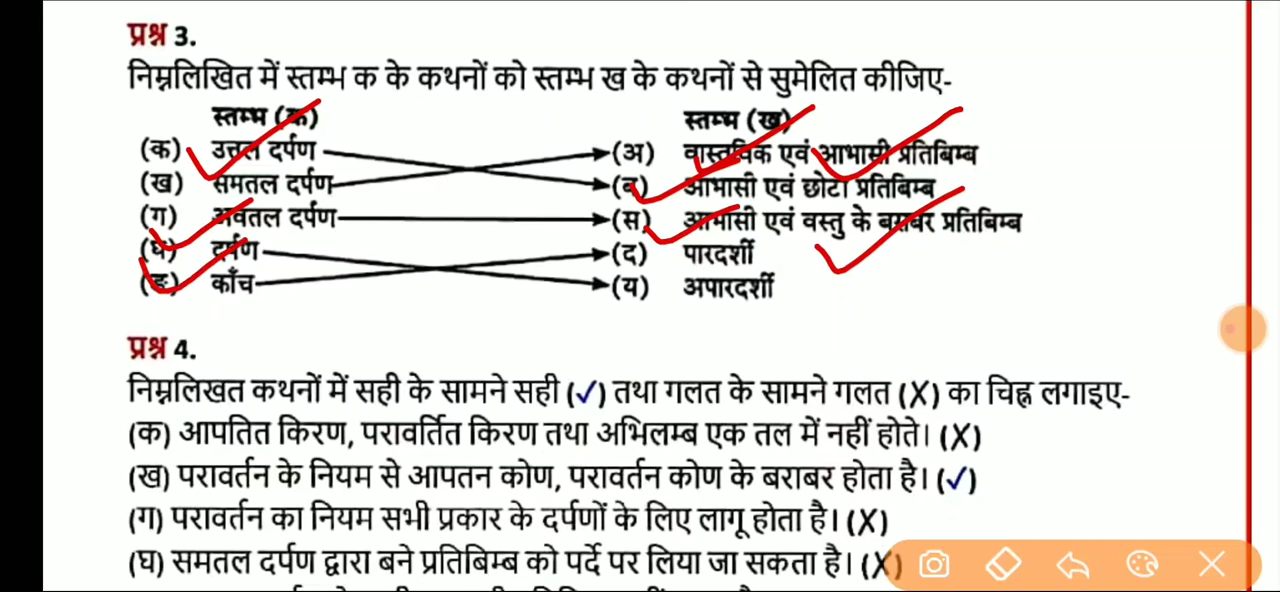 प्रश्न 3.
निम्नलिखित में स्तम्भ क के कथनों को स्तम्भ ख के कथनों से सुमेलित कीजिए-
स्तम्भ (क) स्तम्भ (ख)
(क) उत्तल दर्पण (अ) वास्तविक एवं आभासी प्रतिबिम्ब
(ख) समतल दर्पण (ब) आभासी एवं छोटा प्रतिबिम्ब
(ग) अवतल दर्पण (स) आभासी एवं वस्तु के बराबर प्रतिबिम्ब
(घ) दर्पण (द) पारदर्शी
(ङ) काँच (य) अपारदर्शी
प्रश्न 4.
निम्नलिखत कथनों में सही के सामने सही (✓) तथा गलत के सामने गलत (X) का चिह्न लगाइए-
(क) आपतित किरण, परावर्तित किरण तथा अभिलम्ब एक तल में नहीं होते। (X)
(ख) परावर्तन के नियम से आपतन कोण, परावर्तन कोण के बराबर होता है। (✓)
(ग) परावर्तन का नियम सभी प्रकार के दर्पणों के लिए लागू होता है। (X)
(घ) समतल दर्पण द्वारा बने प्रतिबिम्ब को पर्दे पर लिया जा सकता है। (X)